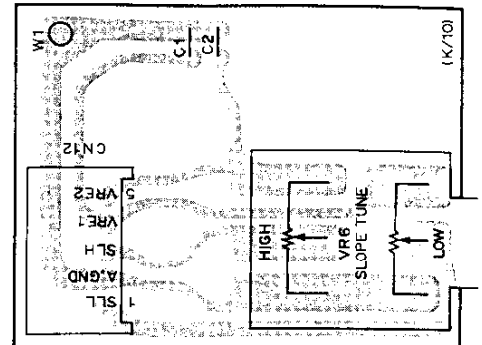 W1
C1
C2
(K/10)
CN12
5 VRE2
VRE1
SLH
A.GND
1 SLL
HIGH
VR6
SLOPE TUNE
LOW